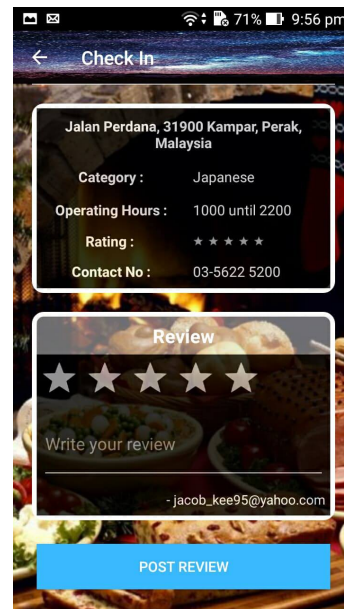 71% 9:56 pm
Check In
Jalan Perdana, 31900 Kampar, Perak,
Malaysia
Category : Japanese
Operating Hours : 1000 until 2200
Rating :
Contact No : 03-5622 5200
Review
Write your review
- jacob_kee95@yahoo.com
POST REVIEW